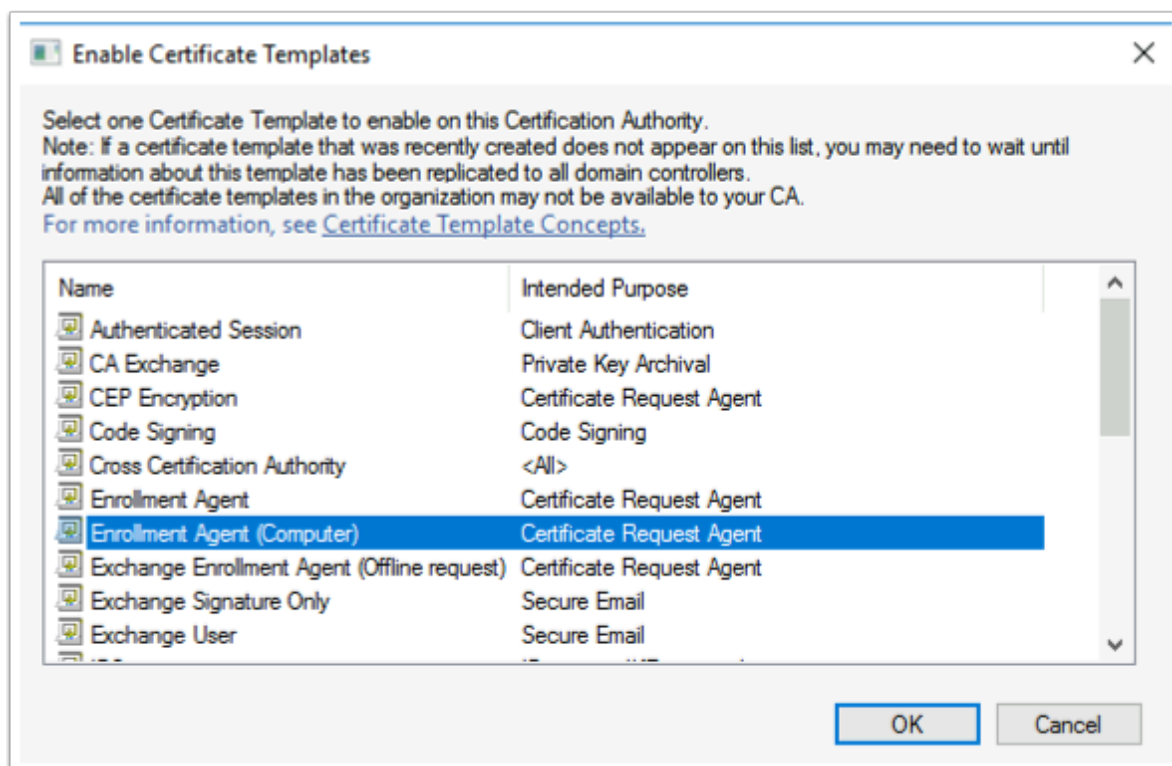 Enable Certificate Templates
Select one Certificate Template to enable on this Certification Authority.
Note: If a certificate template that was recently created does not appear on this list, you may need to wait until
information about this template has been replicated to all domain controllers.
All of the certificate templates in the organization may not be available to your CA.
For more information, see Certificate Template Concepts.
Name Intended Purpose
Authenticated Session Client Authentication
CA Exchange Private Key Archival
CEP Encryption Certificate Request Agent
Code Signing Code Signing
Cross Certification Authority <All>
Enrollment Agent Certificate Request Agent
Enrollment Agent (Computer) Certificate Request Agent
Exchange Enrollment Agent (Offline request) Certificate Request Agent
Exchange Signature Only Secure Email
Exchange User Secure Email
OK Cancel